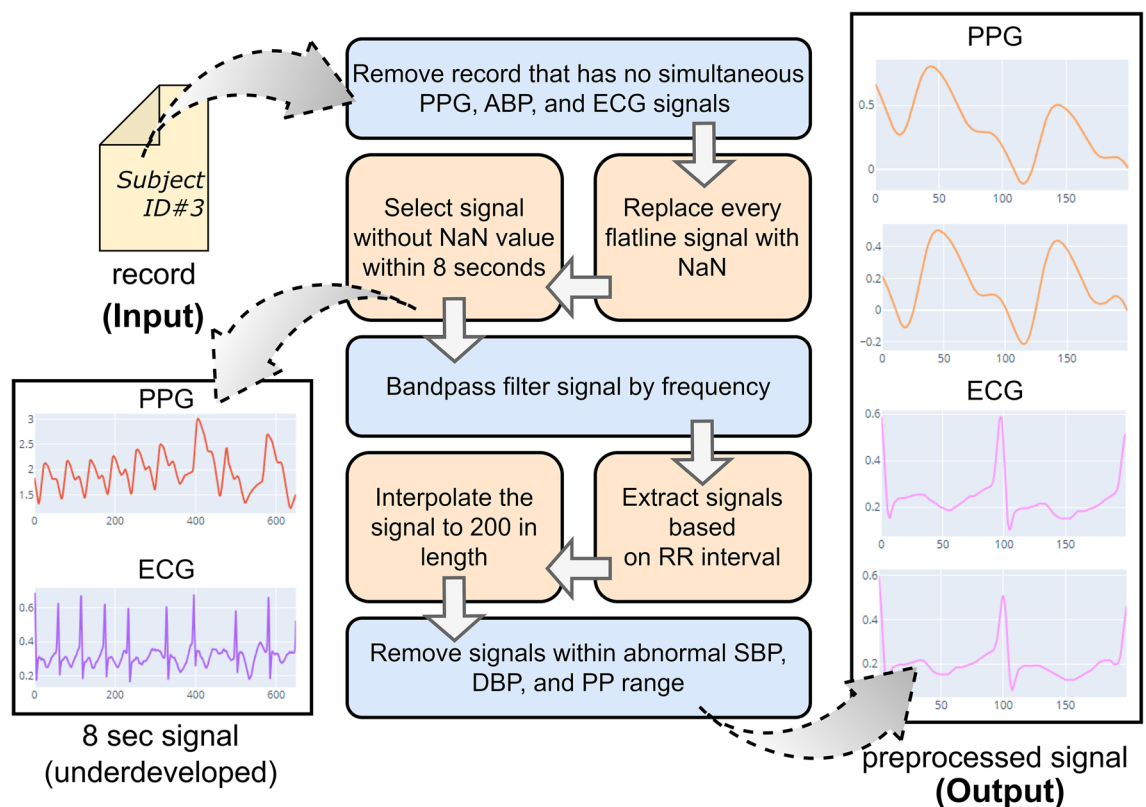 Subject
ID#3
record
(Input)
Remove record that has no simultaneous
PPG, ABP, and ECG signals
Replace every
flatline signal with
NaN
Select signal
without NaN value
within 8 seconds
Bandpass filter signal by frequency
Extract signals
based
on RR interval
Interpolate the
signal to 200 in
length
Remove signals within abnormal SBP,
DBP, and PP range
PPG
3
2.5
2
1.5
0
200
400
600
ECG
0.6
0.4
0.2
0
200
400
600
8 sec signal
(underdeveloped)
PPG
0.5
0
0
50
100
150
0.4
0.2
0
−0.2
0
50
100
150
ECG
0.6
0.4
0.2
0
50
100
150
0.6
0.4
0.2
50
100
150
preprocessed signal
(Output)